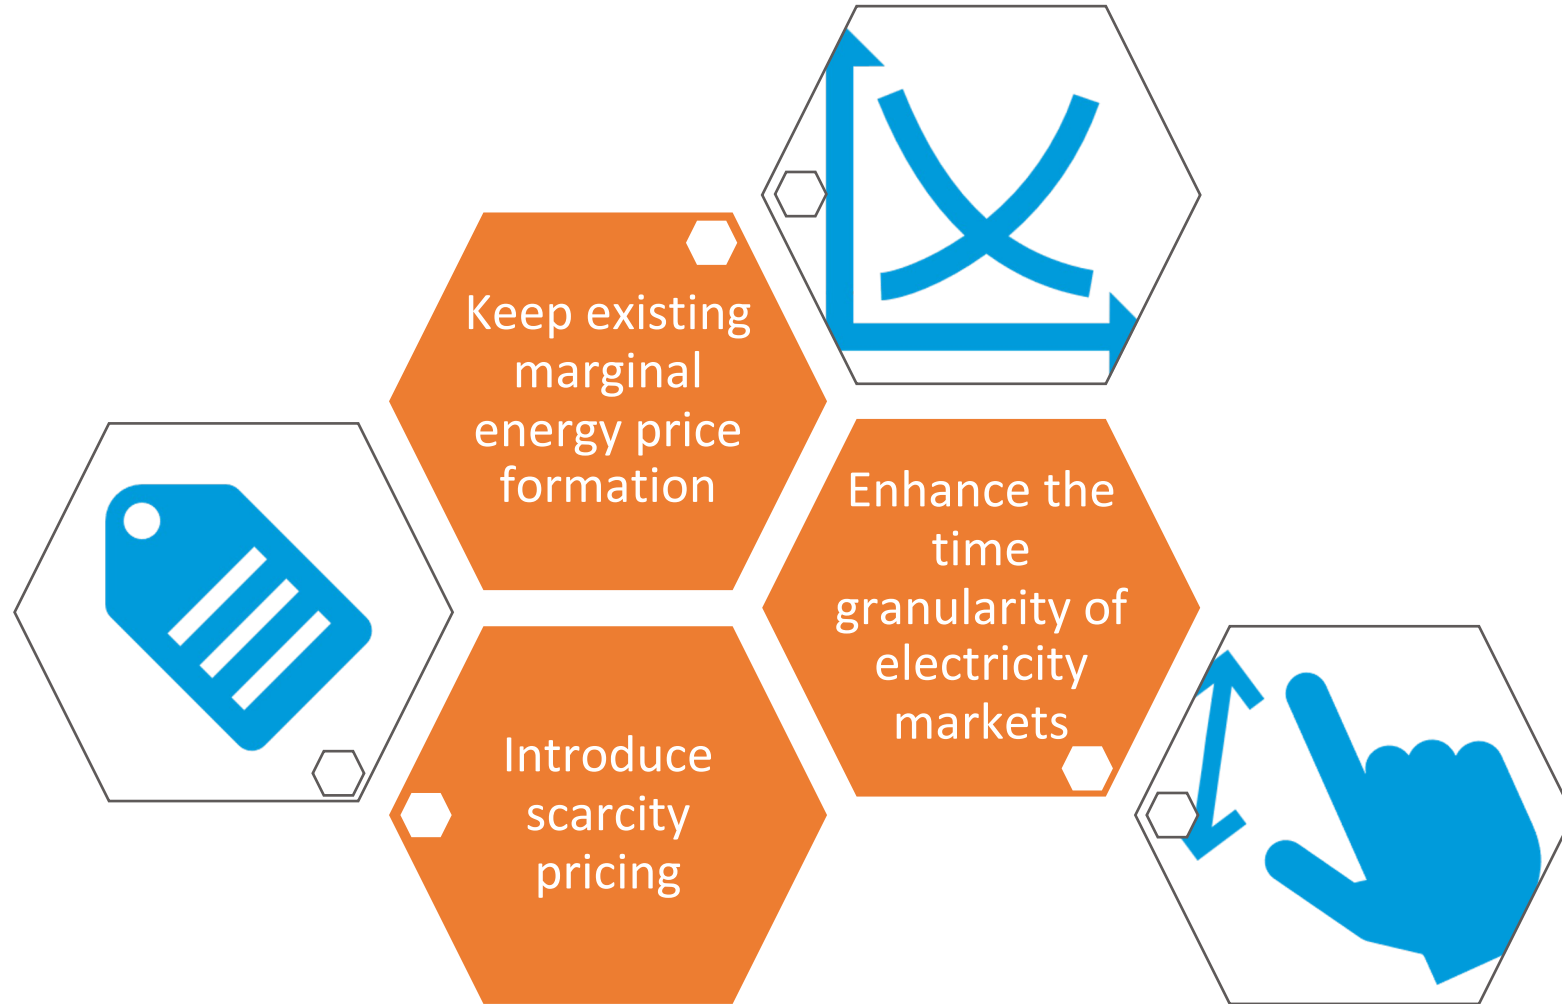 Keep existing
marginal
energy price
formation
Enhance the
time
granularity of
electricity
markets
Introduce
scarcity
pricing